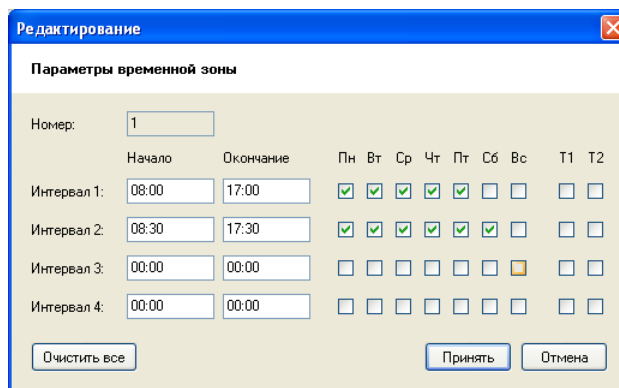 Редактирование
Параметры временной зоны
Номер: 1
Начало Окончание Пн Вт Ср Чт Пт Сб Вс Т1 Т2
Интервал 1: 08:00 17:00
Интервал 2: 08:30 17:30
Интервал 3: 00:00 00:00
Интервал 4: 00:00 00:00
Очистить все Принять Отмена